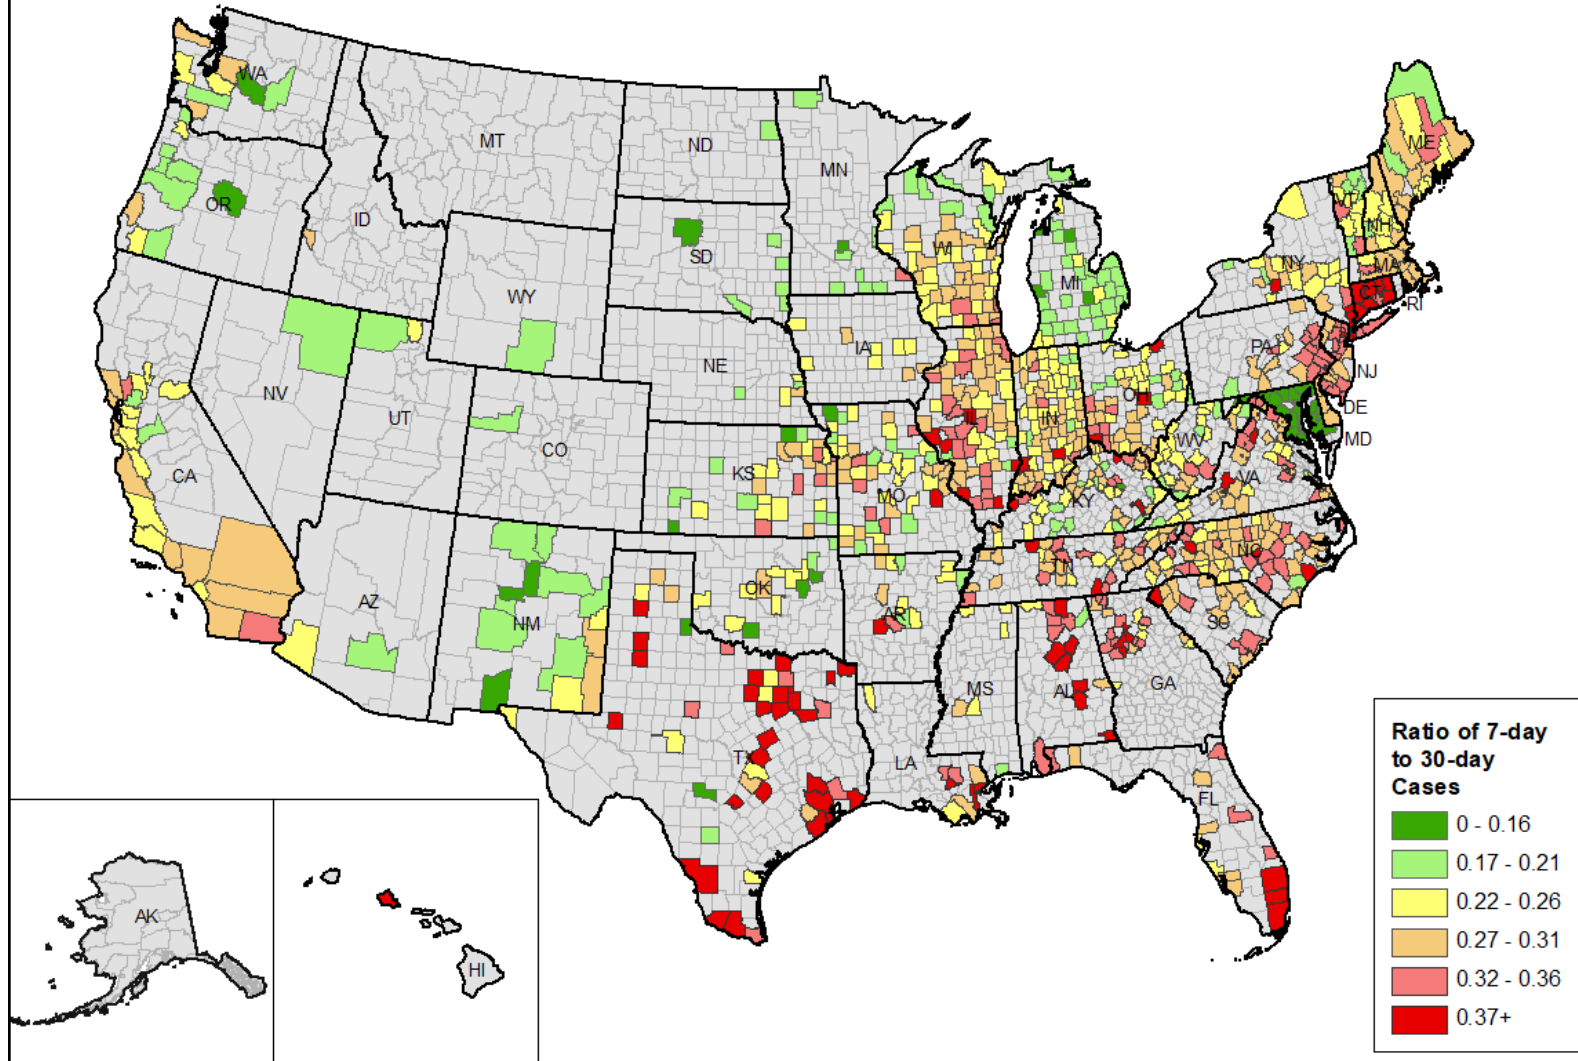 WA
MT
ND
MN
ME
OR
ID
SD
WI
VT
NH
WY
MI
NY
MA
CT
RI
IA
NE
PA
NJ
NV
UT
CO
IL
IN
OH
DE
MD
WV
CA
KS
MO
KY
VA
AZ
NM
OK
AR
TN
NC
SC
MS
AL
GA
TX
LA
FL
AK
HI
Ratio of 7-day
to 30-day
Cases
0 - 0.16
0.17 - 0.21
0.22 - 0.26
0.27 - 0.31
0.32 - 0.36
0.37+